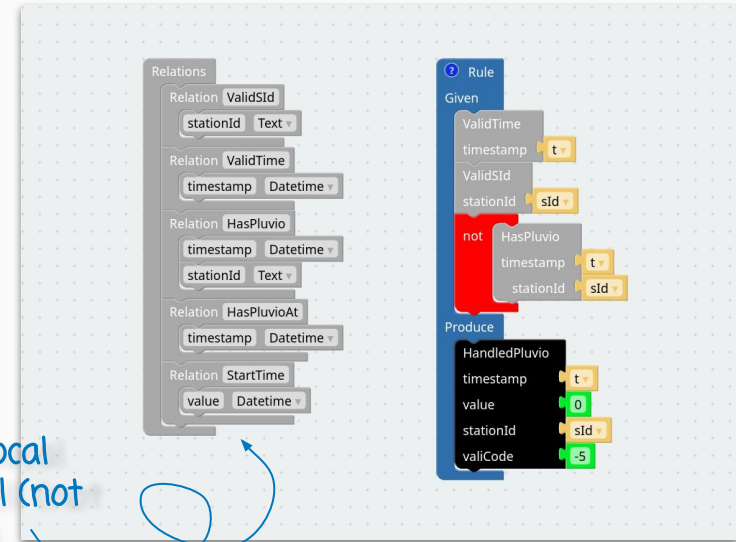 Relations
Relation ValidSId
stationId Text
Relation ValidTime
timestamp Datetime
Relation HasPluvio
timestamp Datetime
stationId Text
Relation HasPluvioAt
timestamp Datetime
Relation StartTime
value Datetime
? Rule
Given
ValidTime
timestamp t
ValidSId
stationId sId
not HasPluvio
timestamp t
stationId sId
Produce
HandledPluvio
timestamp t
value 0
stationId sId
valiCode -5
(not